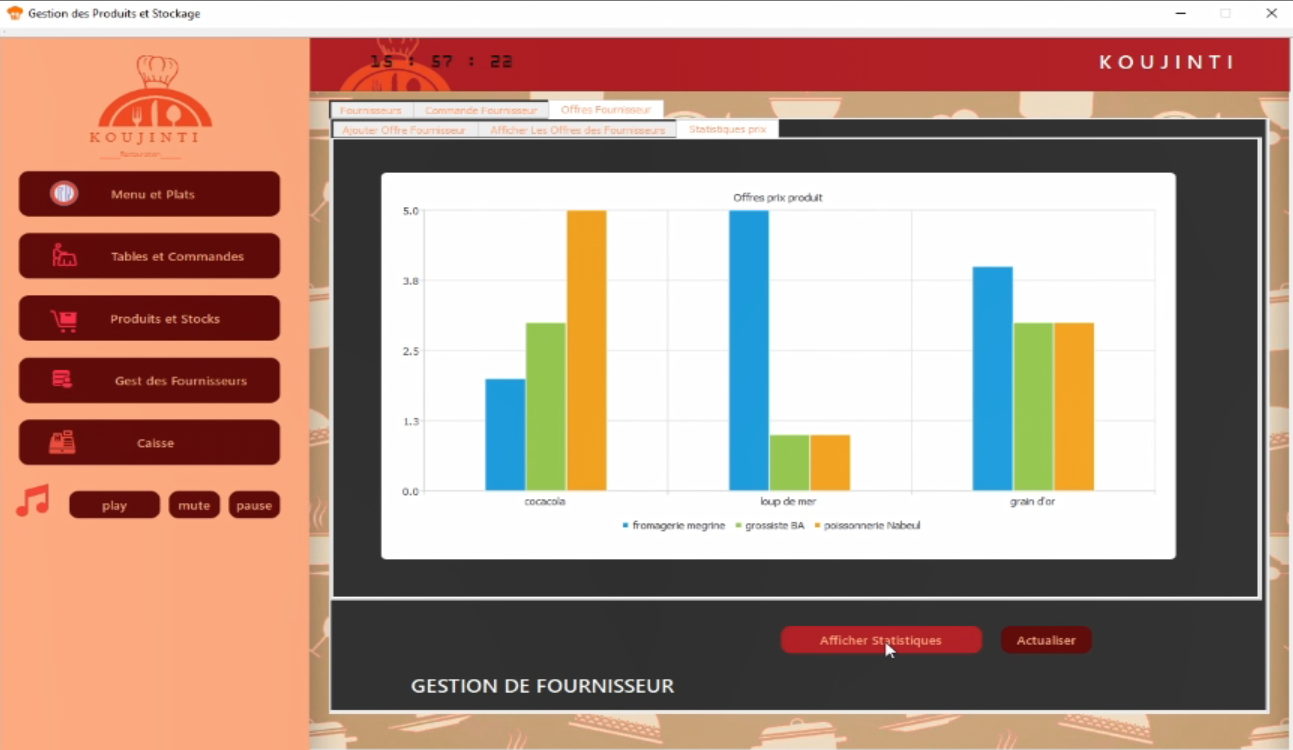 Gestion des Produits et Stockage
KOUJINTI
Restaurant
Menu et Plats
Tables et Commandes
Produits et Stocks
Gest des Fournisseurs
Caisse
play mute pause
15 : 57 : 22
KOUJINTI
Fournisseurs Commande Fournisseur Offres Fournisseur
Ajouter Offre Fournisseur Afficher Les Offres des Fournisseurs Statistiques prix
Offres prix produit
5.0
3.8
2.5
1.3
0.0
cocacola loup de mer grain d'or
fromagerie megrine grossiste BA poissonnerie Nabeul
Afficher Statistiques Actualiser
GESTION DE FOURNISSEUR